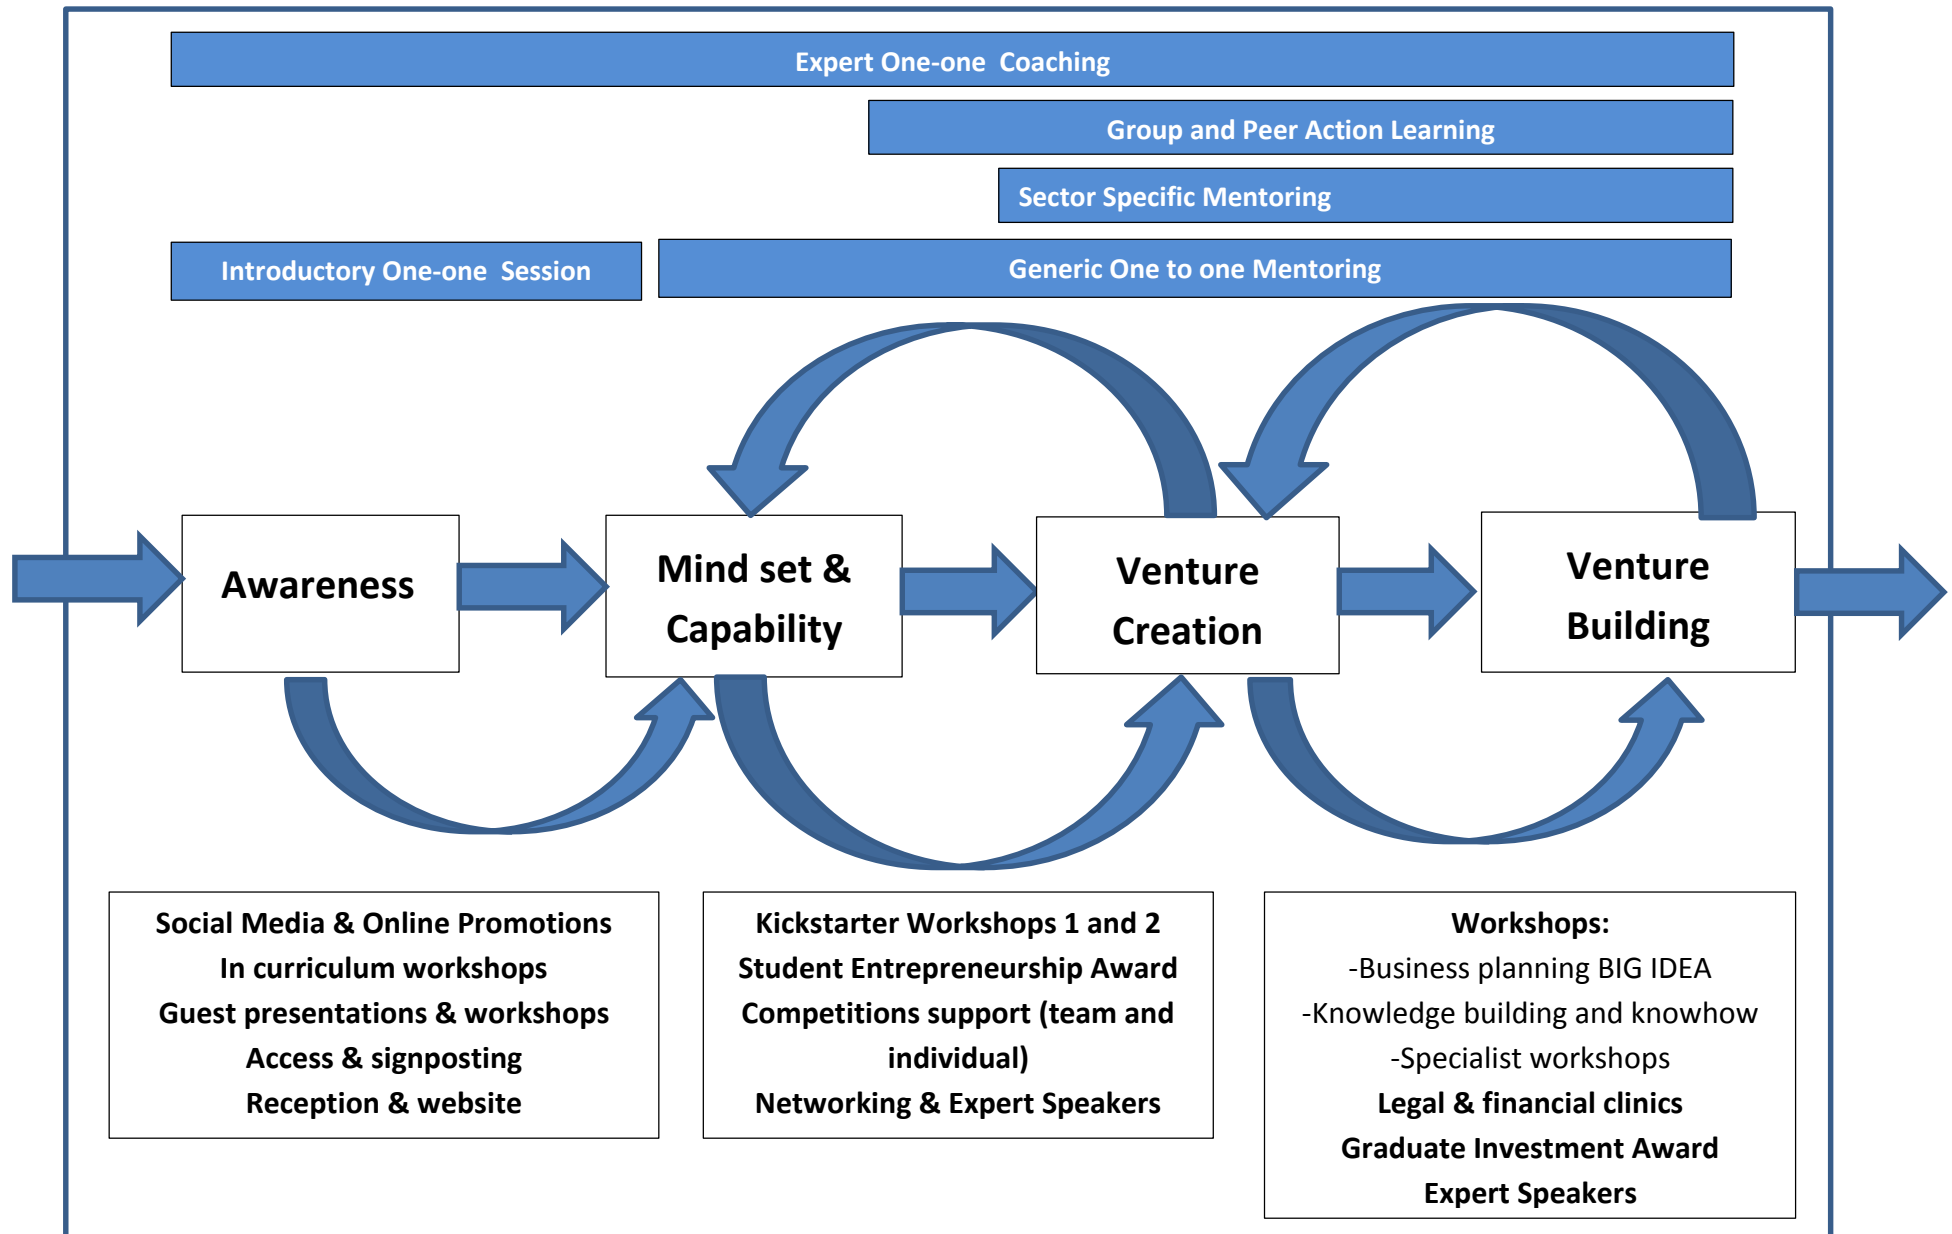 Expert One-one Coaching
Group and Peer Action Learning
Sector Specific Mentoring
Introductory One-one Session
Generic One to one Mentoring
Awareness
Mind set &
Capability
Venture
Creation
Venture
Building
Social Media & Online Promotions
In curriculum workshops
Guest presentations & workshops
Access & signposting
Reception & website
Kickstarter Workshops 1 and 2
Student Entrepreneurship Award
Competitions support (team and
individual)
Networking & Expert Speakers
Workshops:
-Business planning BIG IDEA
-Knowledge building and knowhow
-Specialist workshops
Legal & financial clinics
Graduate Investment Award
Expert Speakers